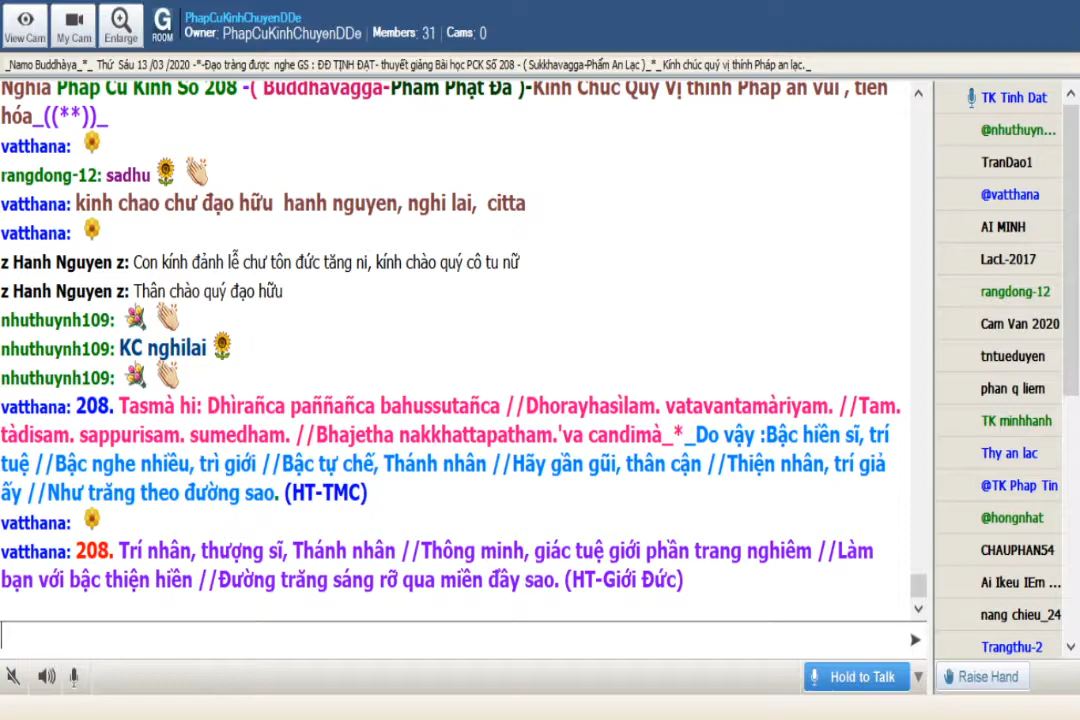 View Cam
My Cam
Enlarge
G
ROOM
PhapCuKinhChuyenDDe
Owner: PhapCuKinhChuyenDDe | Members: 31 | Cams: 0
_Namo Buddhàya_*_ Thứ Sáu 13 /03 /2020 -*-Đạo tràng được nghe GS : ĐĐ TỊNH ĐẠT- thuyết giảng Bài học PCK Số 208 - ( Sukkhavagga-Phẩm An Lạc )_*_Kính chúc quý vị thính Pháp an lạc._
Nghĩa Pháp Cú Kinh Số 208 -( Buddhavagga-Phẩm Phật Đà )-Kính Chúc Quý Vị thính Pháp an vui , tiến
hóa_((**))_
vatthana:
rangdong-12: sadhu
vatthana: kinh chao chư đạo hữu hanh nguyen, nghi lai, citta
vatthana:
z Hanh Nguyen z: Con kính đảnh lễ chư tôn đức tăng ni, kính chào quý cô tu nữ
z Hanh Nguyen z: Thân chào quý đạo hữu
nhuthuynh109:
nhuthuynh109: KC nghilai
nhuthuynh109:
vatthana: 208. Tasmà hi: Dhìrañca paññañca bahussutañca //Dhorayhasìlam. vatavantamàriyam. //Tam.
tàdisam. sappurisam. sumedham. //Bhajetha nakkhattapatham.'va candimà_*_Do vậy :Bậc hiền sĩ, trí
tuệ //Bậc nghe nhiều, trì giới //Bậc tự chế, Thánh nhân //Hãy gần gũi, thân cận //Thiện nhân, trí giả
ấy //Như trăng theo đường sao. (HT-TMC)
vatthana:
vatthana: 208. Trí nhân, thượng sĩ, Thánh nhân //Thông minh, giác tuệ giới phần trang nghiêm //Làm
bạn với bậc thiện hiền //Đường trăng sáng rỡ qua miền đầy sao. (HT-Giới Đức)
Hold to Talk
TK Tinh Dat
@nhuthuyn...
TranDao1
@vatthana
AI MINH
LacL-2017
rangdong-12
Cam Van 2020
tntueduyen
phan q liem
TK minhhanh
Thy an lac
@TK Phap Tin
@hongnhat
CHAUPHAN54
Ai Ikeu IEm ...
nang chieu_24
Trangthu-2
Raise Hand